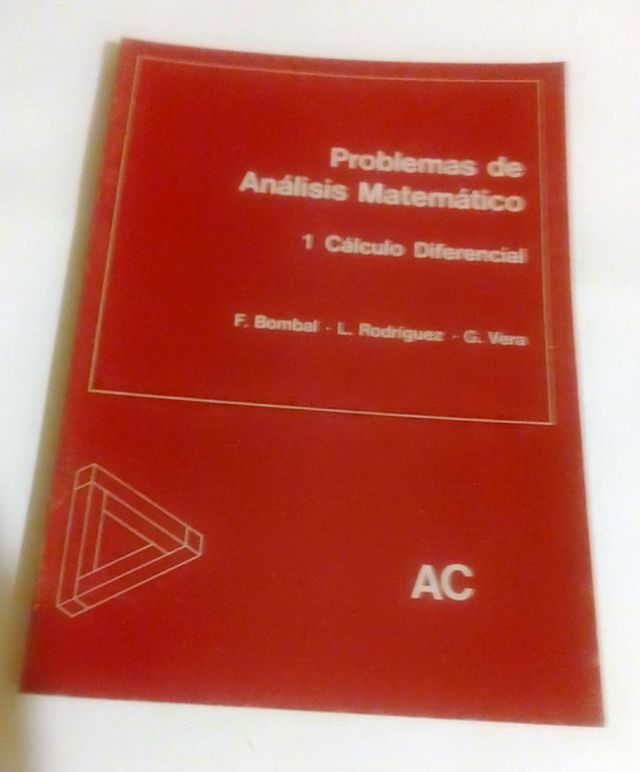 Problemas de
Análisis Matemático
1 Cálculo Diferencial
F. Bombal - L. Rodríguez - G. Vera
AC